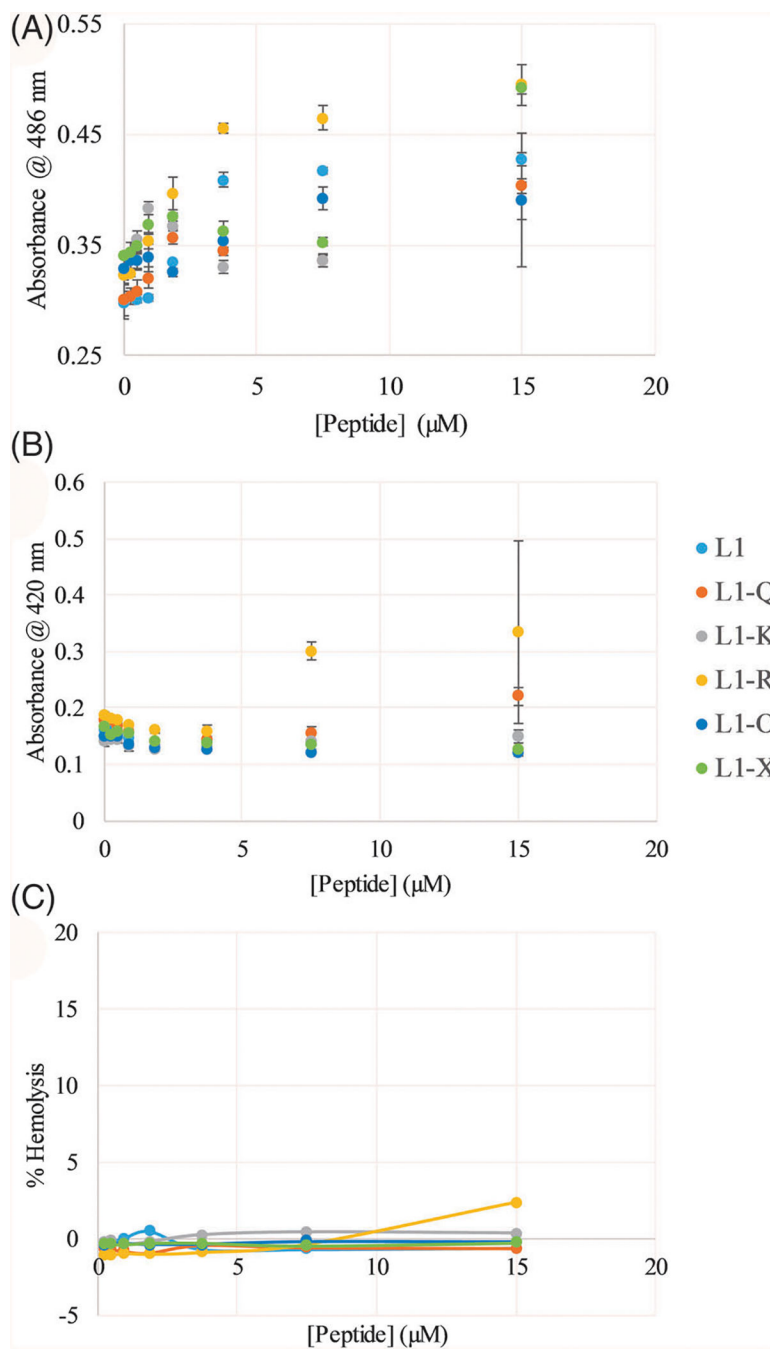 (A)
0.55
0.45
0.35
0.25
Absorbance @ 486 nm
0 5 10 15 20
[Peptide] (µM)
(B)
0.6
0.5
0.4
0.3
0.2
0.1
0
Absorbance @ 420 nm
0 5 10 15 20
[Peptide] (µM)
L1
L1-Q
L1-K
L1-R
L1-O
L1-X
(C)
20
15
10
5
0
-5
% Hemolysis
0 5 10 15 20
[Peptide] (µM)